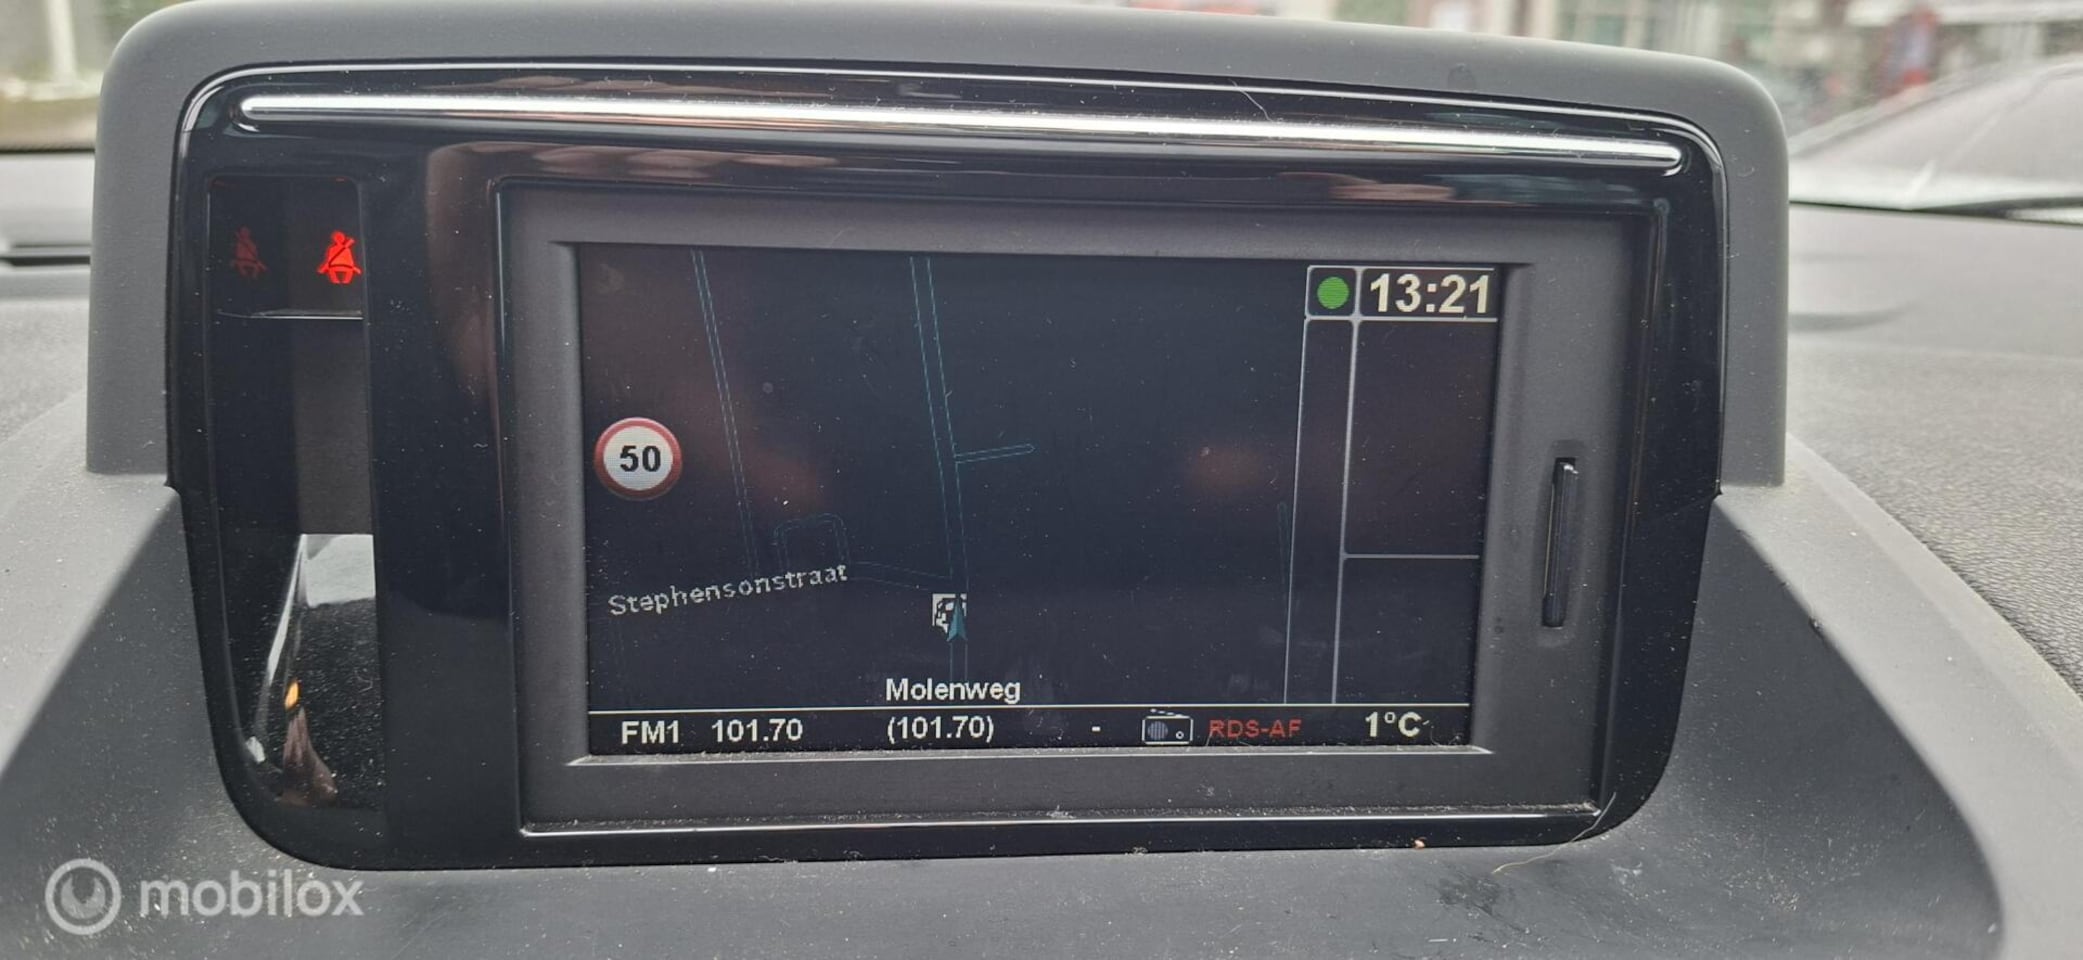 13:21
50
Stephensonstraat
Molenweg
FM1 101.70 (101.70) - RDS-AF 1°C
mobilox